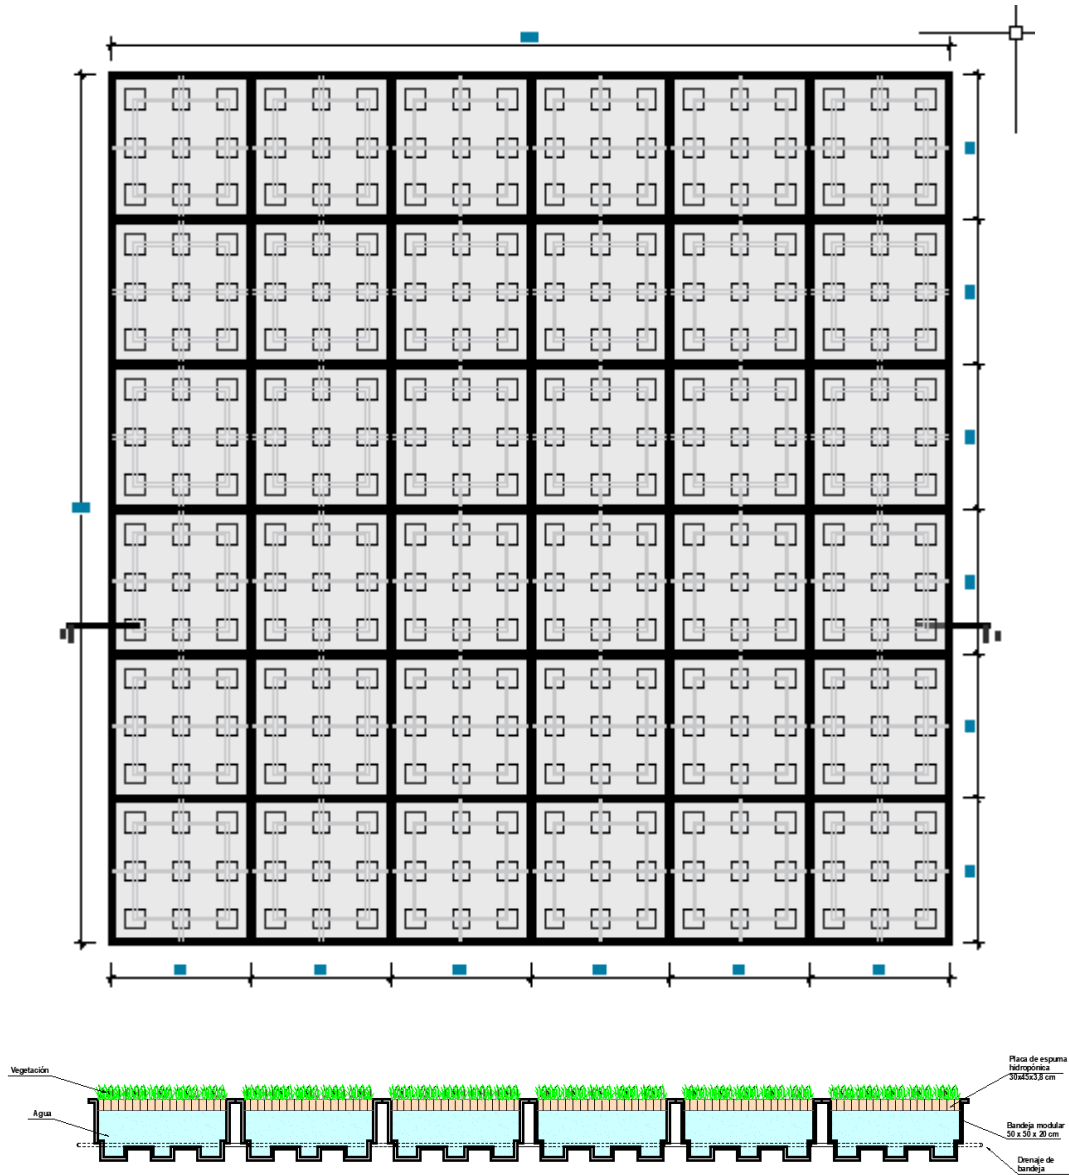 Vegetación
Agua
Placa de espuma
hidropónica
30x45x3,8 cm
Bandeja modular
50 x 50 x 20 cm
Drenaje de
bandeja